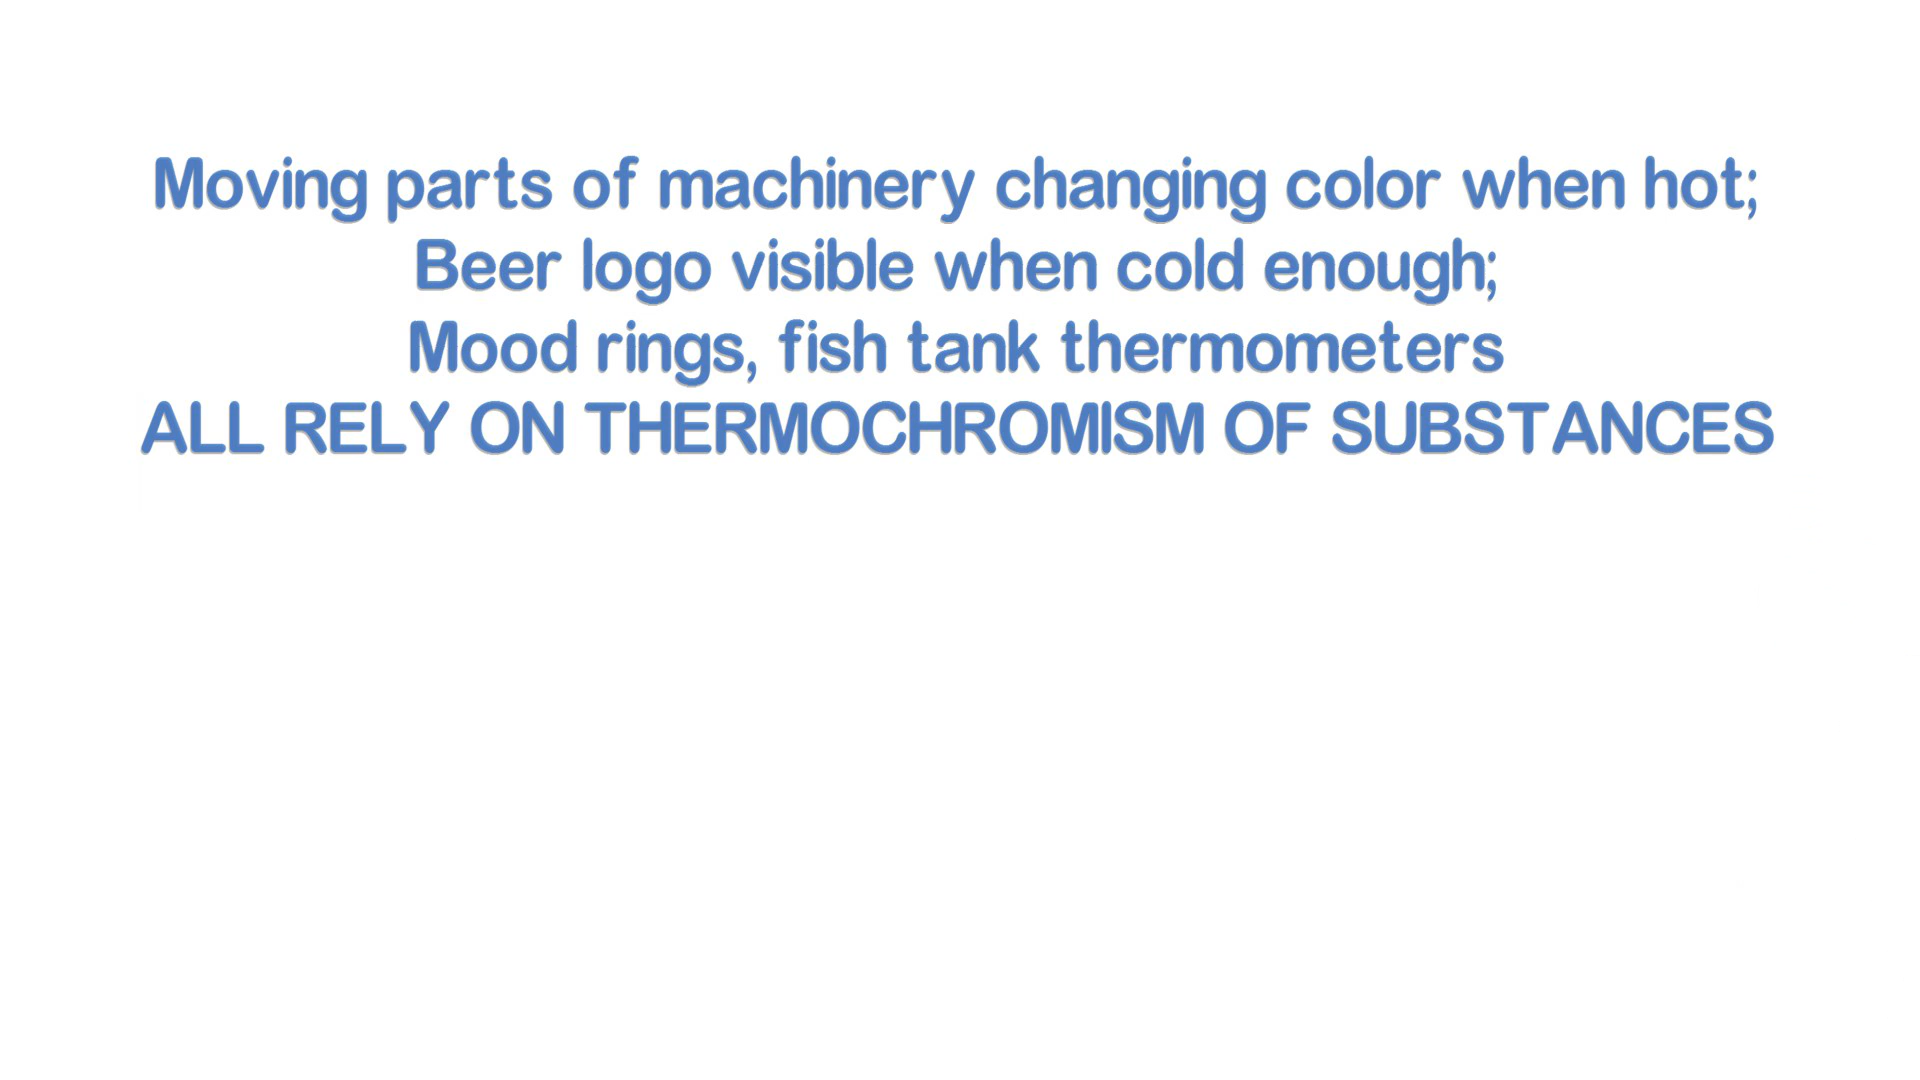 Moving parts of machinery changing color when hot;
Beer logo visible when cold enough;
Mood rings, fish tank thermometers
ALL RELY ON THERMOCHROMISM OF SUBSTANCES